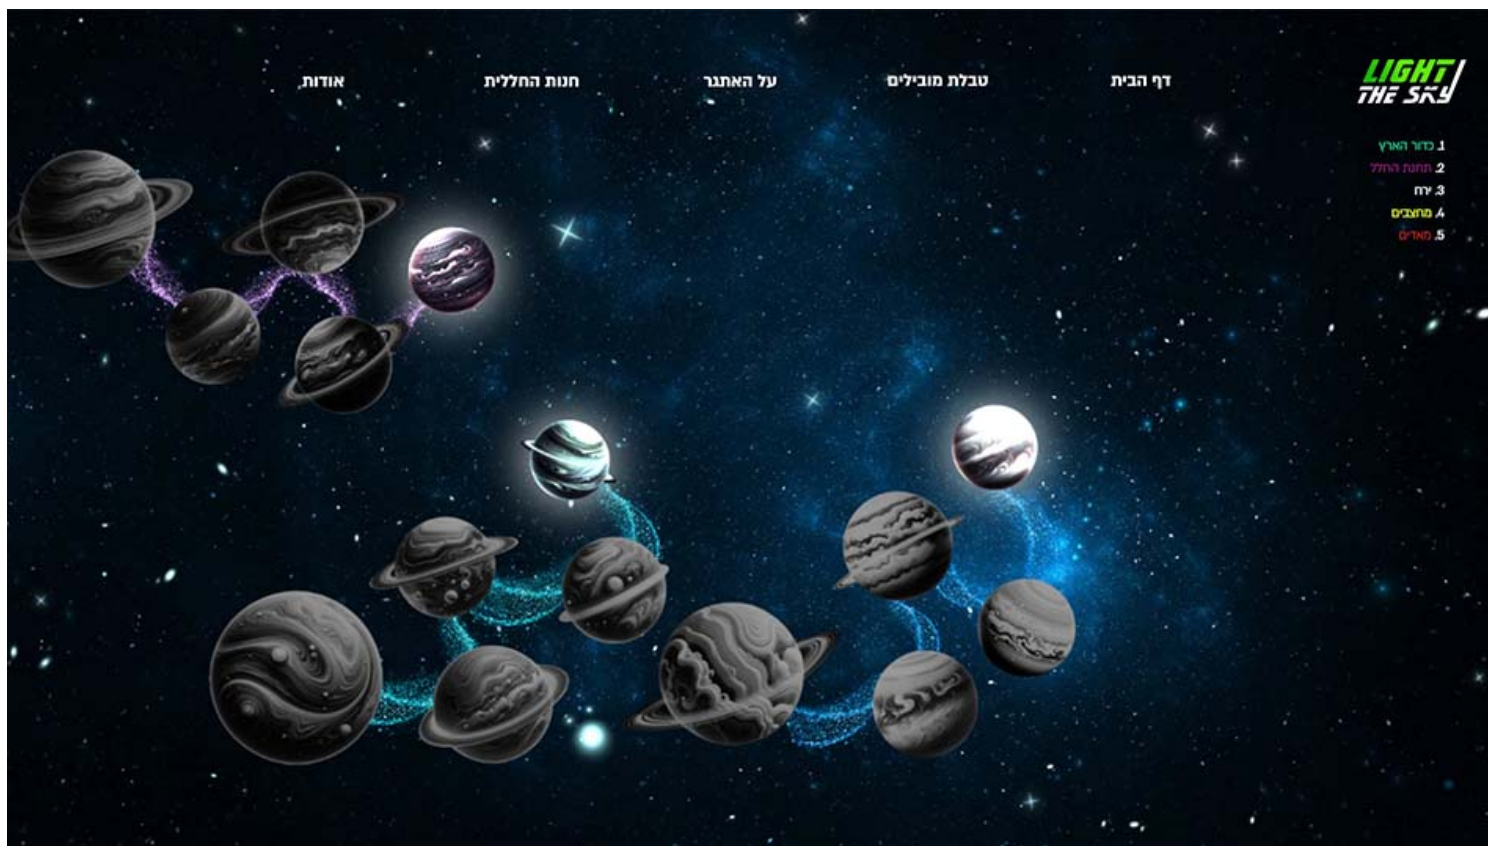 LIGHT
THE SKY
דף הבית
טבלת מובילים
על האתגר
חנות החללית
אודות
1. כדור הארץ
2. תחנת החלל
3. ירח
4. מחצבים
5. מאדים